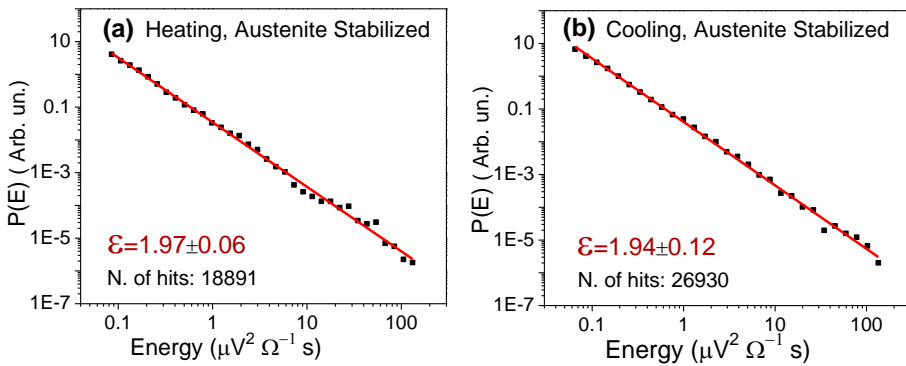 (a) Heating, Austenite Stabilized
P(E) ( Arb. un.)
10
0.1
1E-3
1E-5
1E-7
ε=1.97±0.06
N. of hits: 18891
0.1 1 10 100
Energy (μV² Ω⁻¹ s)
(b) Cooling, Austenite Stabilized
P(E) ( Arb. un.)
10
0.1
1E-3
1E-5
1E-7
ε=1.94±0.12
N. of hits: 26930
0.1 1 10 100
Energy (μV² Ω⁻¹ s)